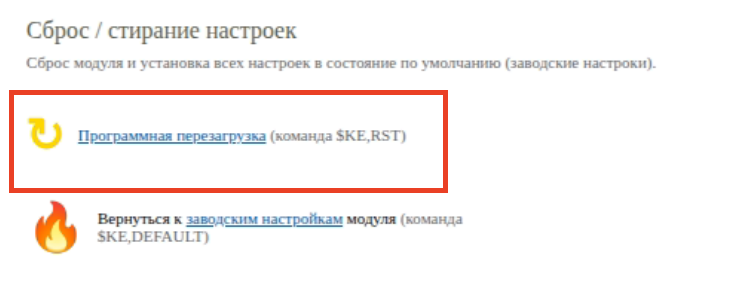 Сброс / стирание настроек
Сброс модуля и установка всех настроек в состояние по умолчанию (заводские настроки).
Программная перезагрузка (команда $KE,RST)
Вернуться к заводским настройкам модуля (команда
$KE,DEFAULT)